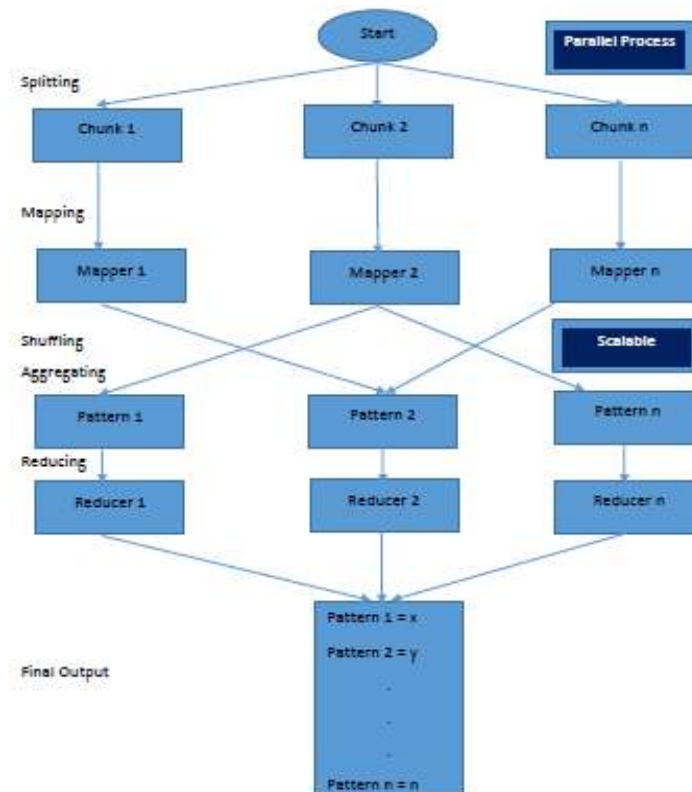 Start
Parallel Process
Splitting
Chunk 1
Chunk 2
Chunk n
Mapping
Mapper 1
Mapper 2
Mapper n
Shuffling
Scalable
Aggregating
Pattern 1
Pattern 2
Pattern n
Reducing
Reducer 1
Reducer 2
Reducer n
Pattern 1 = x
Pattern 2 = y
.
.
.
Final Output
Pattern n = n